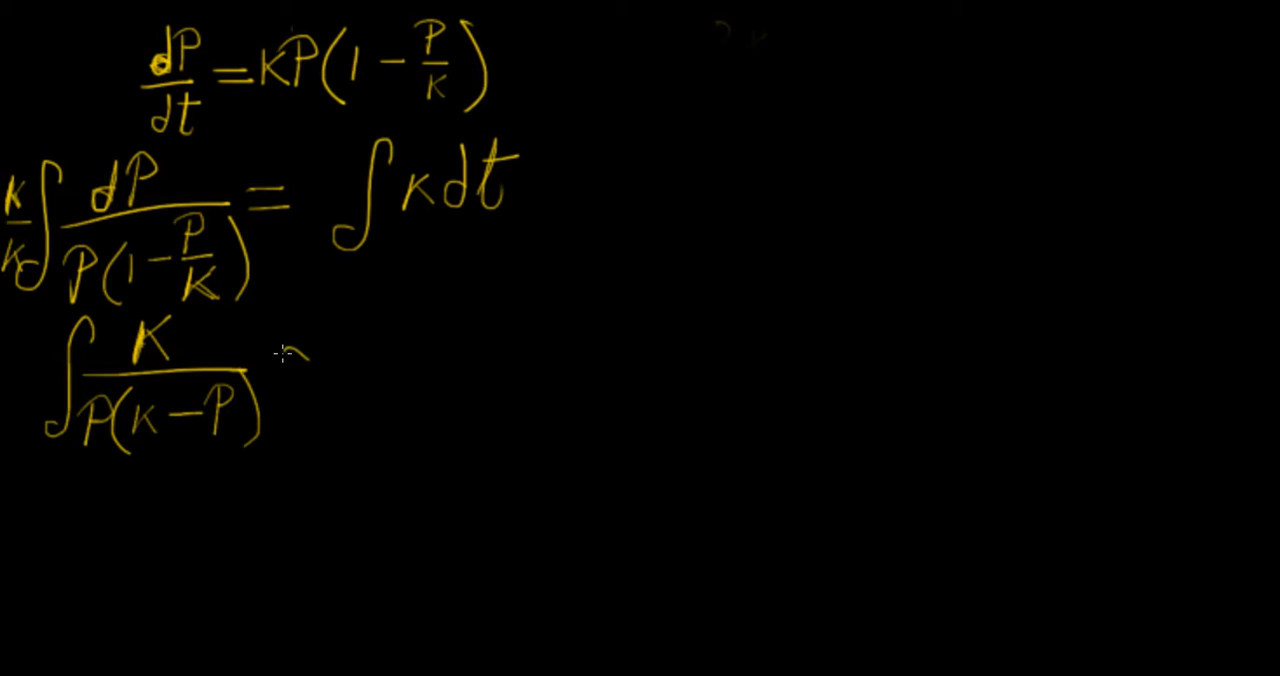 dP/dt = KP(1 - P/K)
K/K ∫ dP/(P(1 - P/K)) = ∫ K dt
∫ K/(P(K - P))